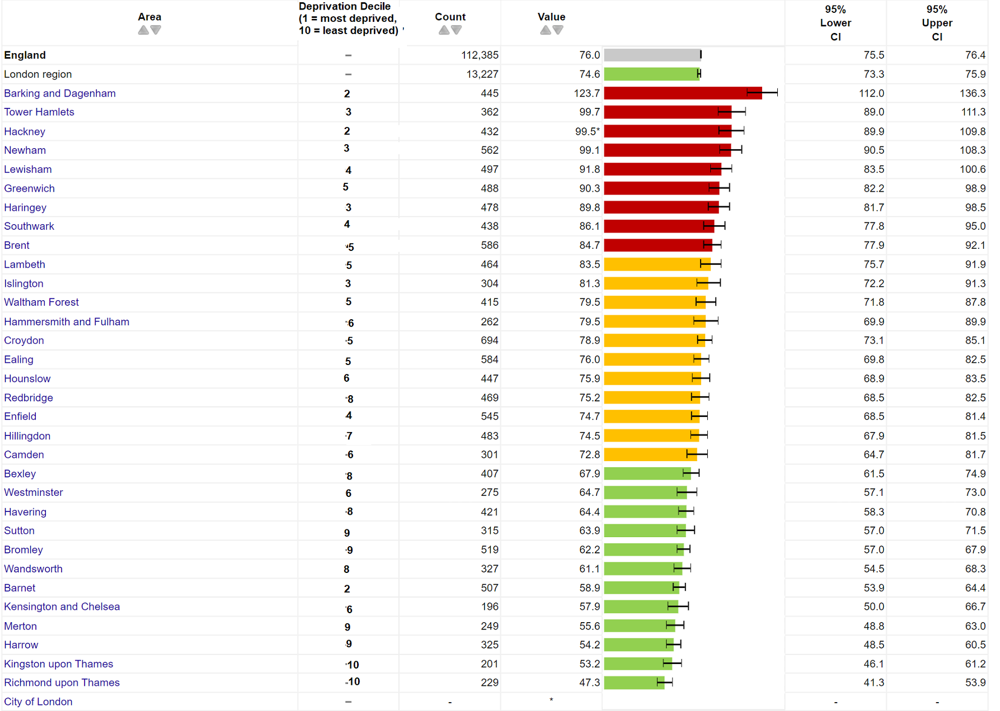 Area Deprivation Decile (1 = most deprived, 10 = least deprived) Count Value 95% Lower CI 95% Upper CI
England – 112,385 76.0 75.5 76.4
London region – 13,227 74.6 73.3 75.9
Barking and Dagenham 2 445 123.7 112.0 136.3
Tower Hamlets 3 362 99.7 89.0 111.3
Hackney 2 432 99.5* 89.9 109.8
Newham 3 562 99.1 90.5 108.3
Lewisham 4 497 91.8 83.5 100.6
Greenwich 5 488 90.3 82.2 98.9
Haringey 3 478 89.8 81.7 98.5
Southwark 4 438 86.1 77.8 95.0
Brent 5 586 84.7 77.9 92.1
Lambeth 5 464 83.5 75.7 91.9
Islington 3 304 81.3 72.2 91.3
Waltham Forest 5 415 79.5 71.8 87.8
Hammersmith and Fulham 6 262 79.5 69.9 89.9
Croydon 5 694 78.9 73.1 85.1
Ealing 5 584 76.0 69.8 82.5
Hounslow 6 447 75.9 68.9 83.5
Redbridge 8 469 75.2 68.5 82.5
Enfield 4 545 74.7 68.5 81.4
Hillingdon 7 483 74.5 67.9 81.5
Camden 6 301 72.8 64.7 81.7
Bexley 8 407 67.9 61.5 74.9
Westminster 6 275 64.7 57.1 73.0
Havering 8 421 64.4 58.3 70.8
Sutton 9 315 63.9 57.0 71.5
Bromley 9 519 62.2 57.0 67.9
Wandsworth 8 327 61.1 54.5 68.3
Barnet 2 507 58.9 53.9 64.4
Kensington and Chelsea 6 196 57.9 50.0 66.7
Merton 9 249 55.6 48.8 63.0
Harrow 9 325 54.2 48.5 60.5
Kingston upon Thames 10 201 53.2 46.1 61.2
Richmond upon Thames 10 229 47.3 41.3 53.9
City of London – - * - -